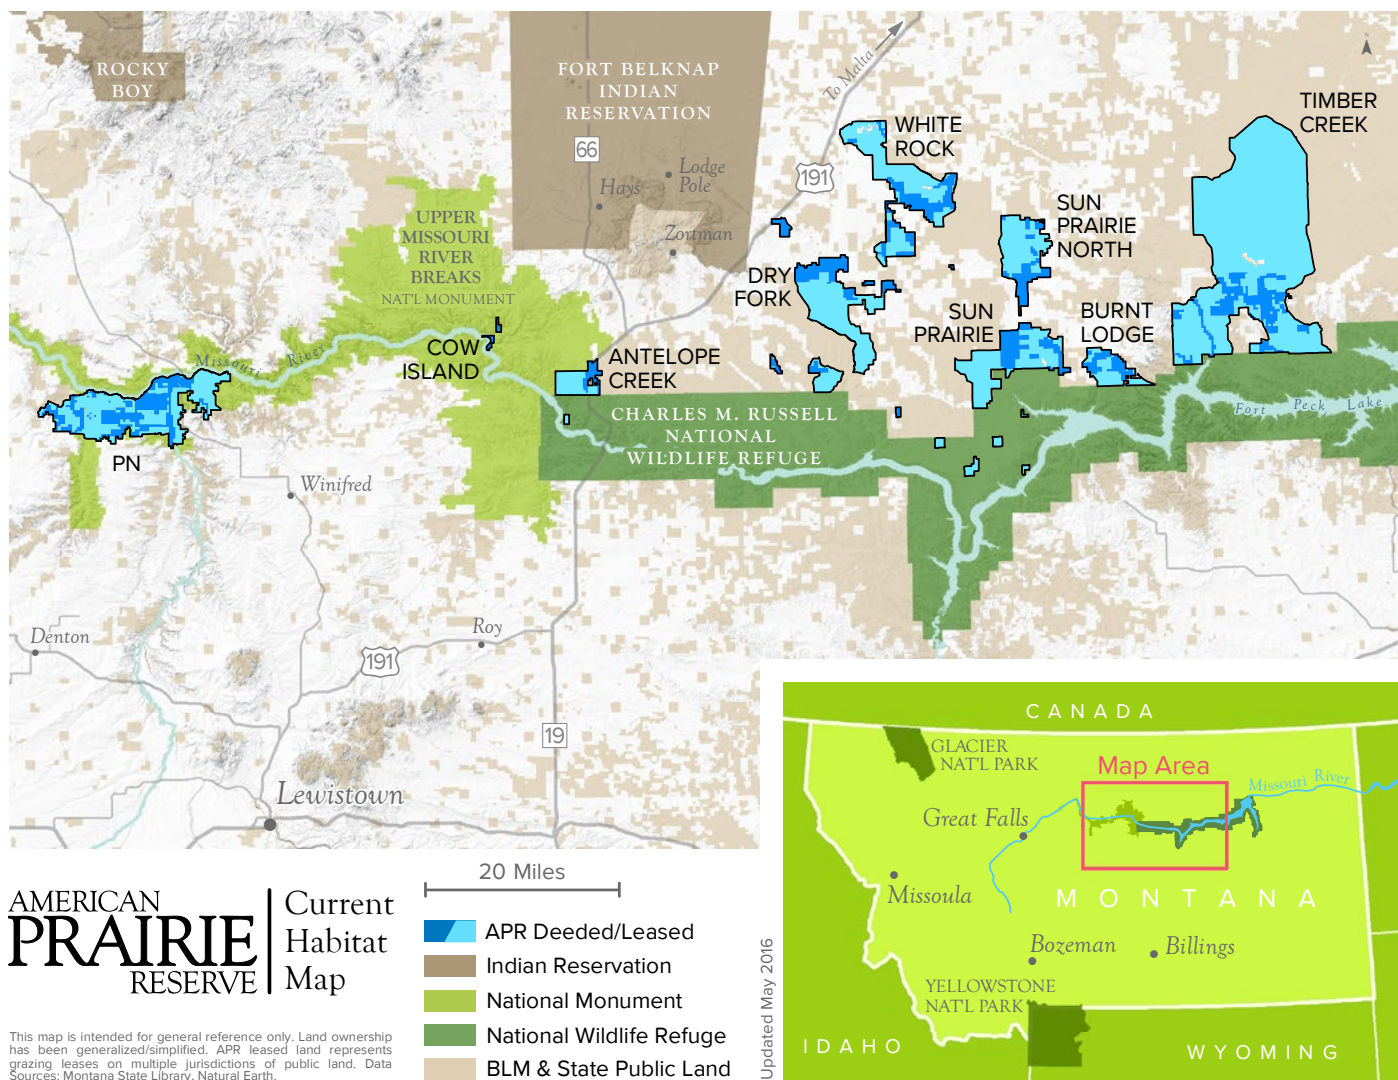 ROCKY
BOY
FORT BELKNAP
INDIAN
RESERVATION
66
Hays
Lodge
Pole
Zortman
To Malta
191
N
WHITE
ROCK
TIMBER
CREEK
SUN
PRAIRIE
NORTH
UPPER
MISSOURI
RIVER
BREAKS
NAT'L MONUMENT
DRY
FORK
SUN
PRAIRIE
BURNT
LODGE
Missouri River
COW
ISLAND
ANTELOPE
CREEK
CHARLES M. RUSSELL
NATIONAL
WILDLIFE REFUGE
Fort Peck Lake
PN
Winifred
Denton
Roy
191
19
Lewistown
CANADA
GLACIER
NAT'L PARK
Map Area
Missouri River
Great Falls
Missoula
MONTANA
Bozeman
Billings
YELLOWSTONE
NAT'L PARK
IDAHO
WYOMING
AMERICAN
PRAIRIE
RESERVE
Current
Habitat
Map
20 Miles
APR Deeded/Leased
Indian Reservation
National Monument
National Wildlife Refuge
BLM & State Public Land
Updated May 2016
This map is intended for general reference only. Land ownership
has been generalized/simplified. APR leased land represents
grazing leases on multiple jurisdictions of public land. Data
Sources: Montana State Library, Natural Earth.